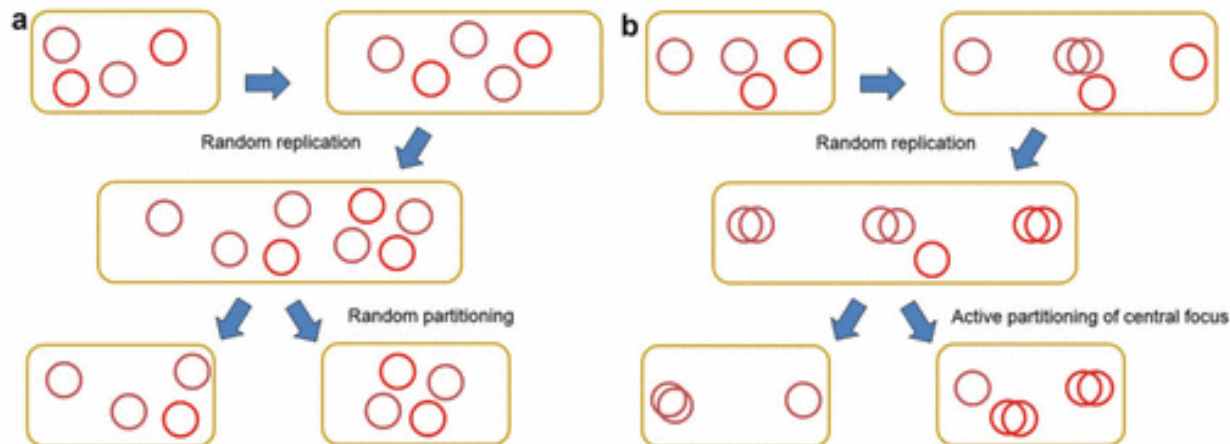 a
b
Random replication
Random replication
Random partitioning
Active partitioning of central focus